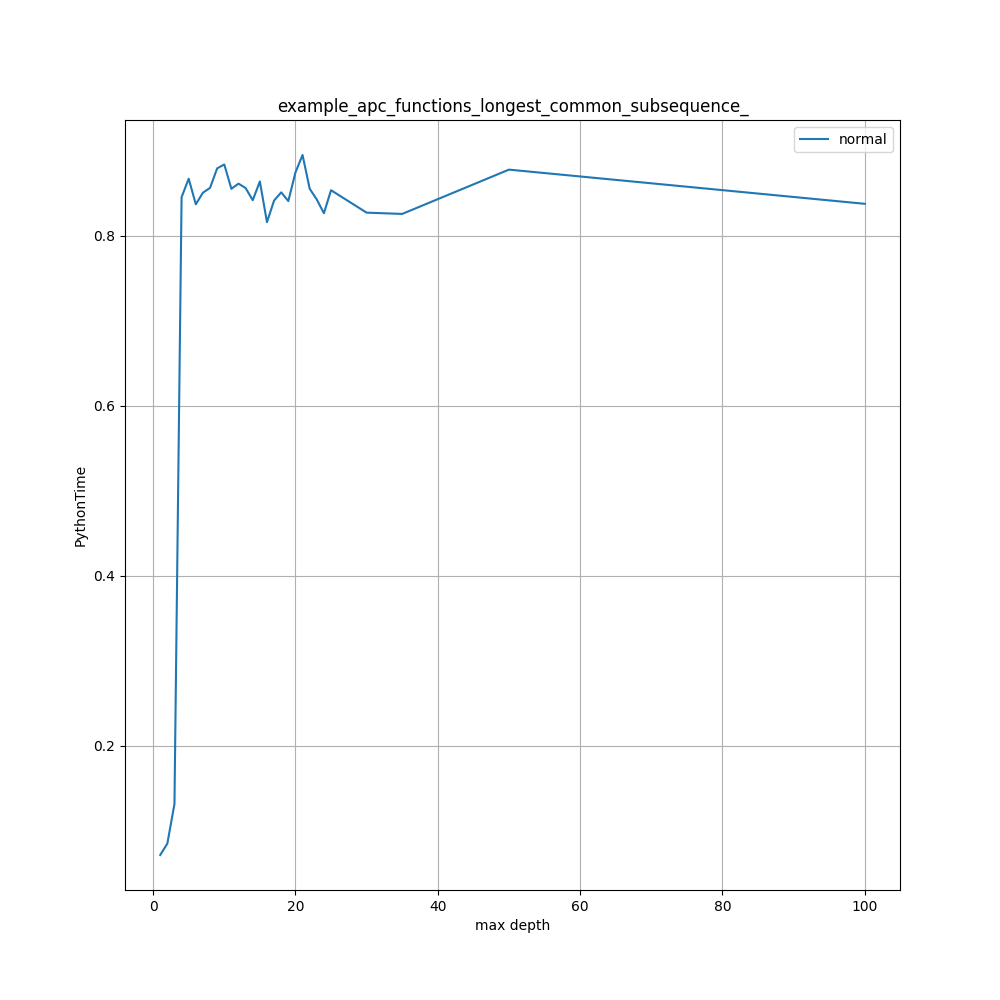 example_apc_functions_longest_common_subsequence_
normal
0.8
0.6
0.4
0.2
PythonTime
0 20 40 60 80 100
max depth